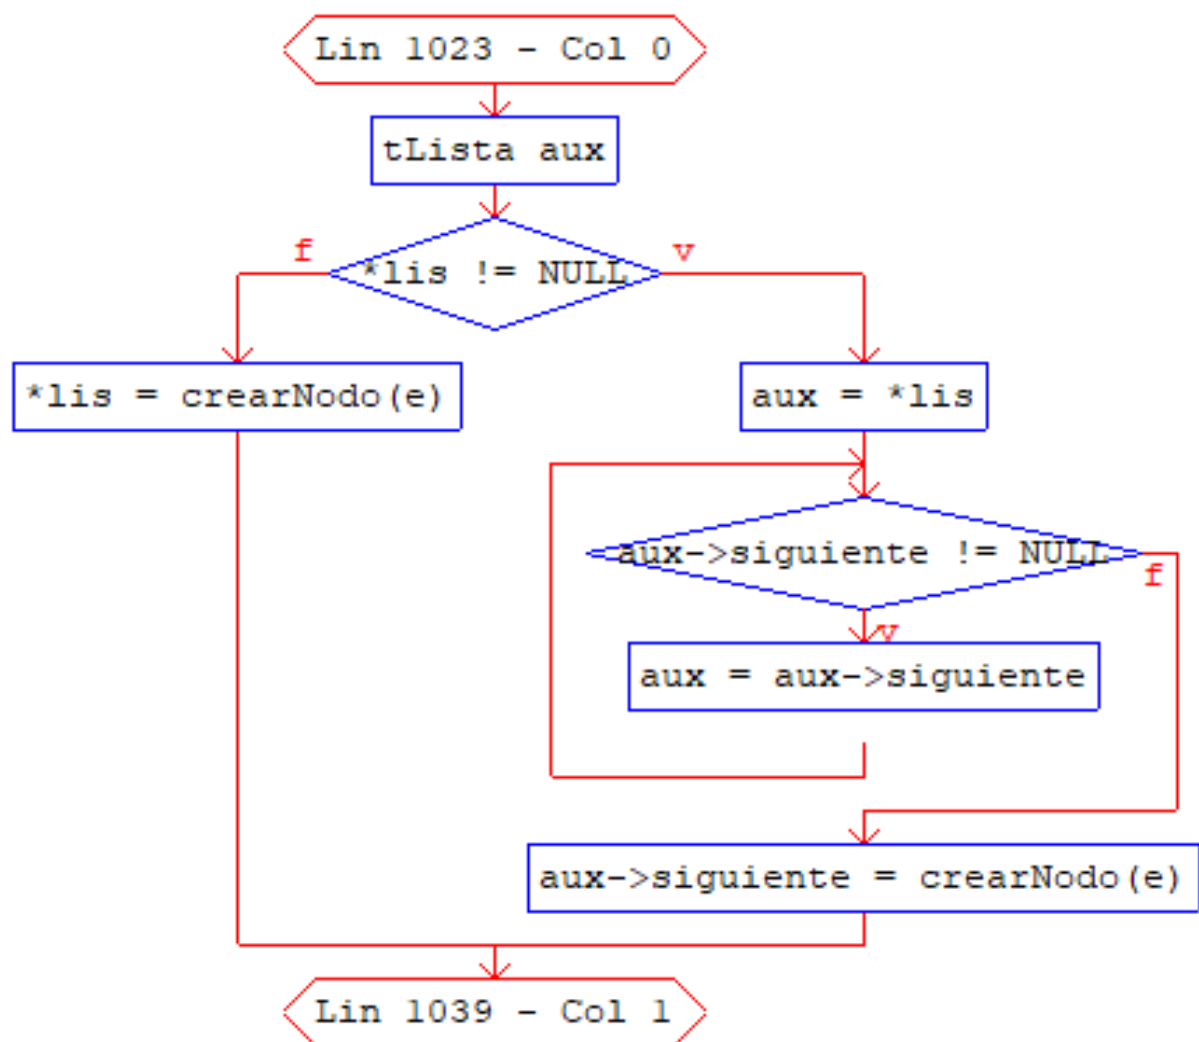 Lin 1023 - Col 0
tLista aux
f
*lis != NULL
v
*lis = crearNodo(e)
aux = *lis
aux->siguiente != NULL
f
v
aux = aux->siguiente
aux->siguiente = crearNodo(e)
Lin 1039 - Col 1